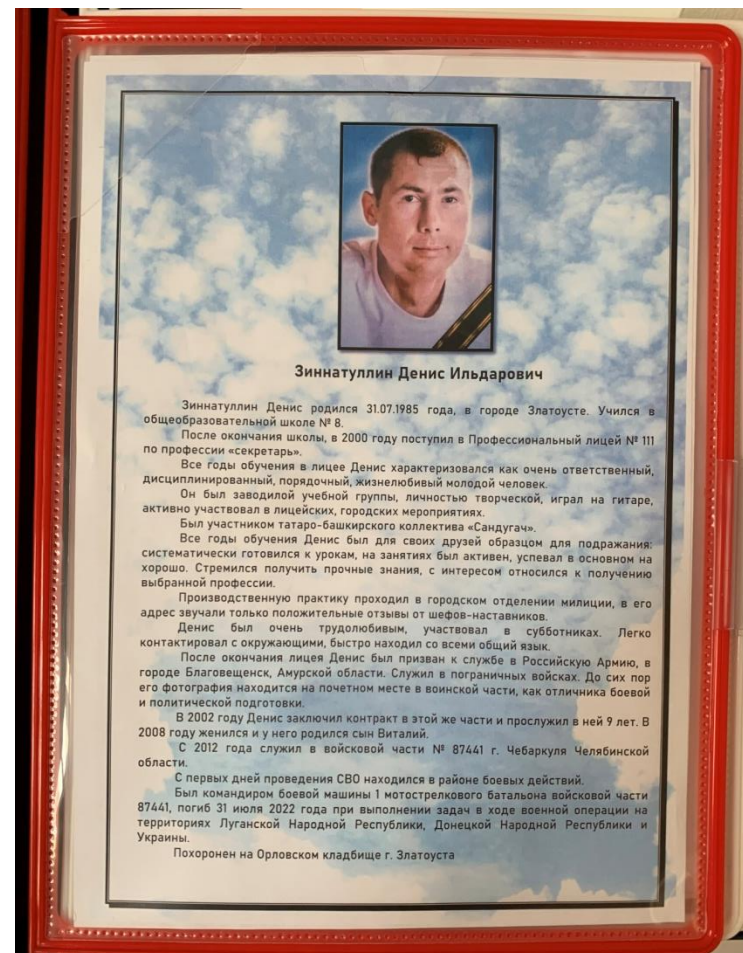 Зиннатуллин Денис Ильдарович
Зиннатуллин Денис родился 31.07.1985 года, в городе Златоусте. Учился в
общеобразовательной школе № 8.
После окончания школы, в 2000 году поступил в Профессиональный лицей № 111
по профессии «секретарь».
Все годы обучения в лицее Денис характеризовался как очень ответственный,
дисциплинированный, порядочный, жизнелюбивый молодой человек.
Он был заводилой учебной группы, личностью творческой, играл на гитаре,
активно участвовал в лицейских, городских мероприятиях.
Был участником татаро-башкирского коллектива «Сандугач».
Все годы обучения Денис был для своих друзей образцом для подражания:
систематически готовился к урокам, на занятиях был активен, успевал в основном на
хорошо. Стремился получить прочные знания, с интересом относился к получению
выбранной профессии.
Производственную практику проходил в городском отделении милиции, в его
адрес звучали только положительные отзывы от шефов-наставников.
Денис был очень трудолюбивым, участвовал в субботниках. Легко
контактировал с окружающими, быстро находил со всеми общий язык.
После окончания лицея Денис был призван к службе в Российскую Армию, в
городе Благовещенск, Амурской области. Служил в пограничных войсках. До сих пор
его фотография находится на почетном месте в воинской части, как отличника боевой
и политической подготовки.
В 2002 году Денис заключил контракт в этой же части и прослужил в ней 9 лет. В
2008 году женился и у него родился сын Виталий.
С 2012 года служил в войсковой части № 87441 г. Чебаркуля Челябинской
области.
С первых дней проведения СВО находился в районе боевых действий.
Был командиром боевой машины 1 мотострелкового батальона войсковой части
87441, погиб 31 июля 2022 года при выполнении задач в ходе военной операции на
территориях Луганской Народной Республики, Донецкой Народной Республики и
Украины.
Похоронен на Орловском кладбище г. Златоуста